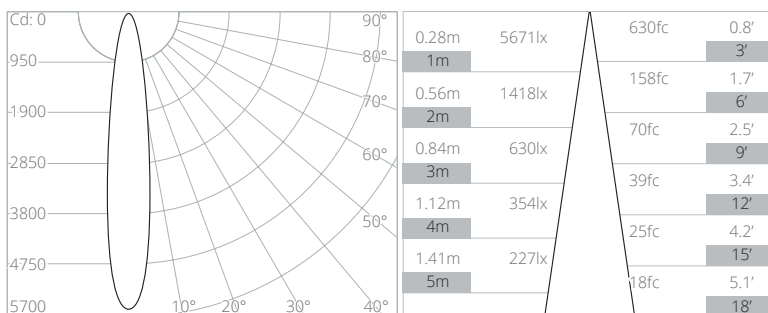 Cd: 0
90°
950
80°
1900
70°
2850
60°
3800
50°
4750
5700
10°
20°
30°
40°
0.28m 5671lx
1m
0.56m 1418lx
2m
0.84m 630lx
3m
1.12m 354lx
4m
1.41m 227lx
5m
630fc 0.8’
3’
158fc 1.7’
6’
70fc 2.5’
9’
39fc 3.4’
12’
25fc 4.2’
15’
18fc 5.1’
18’